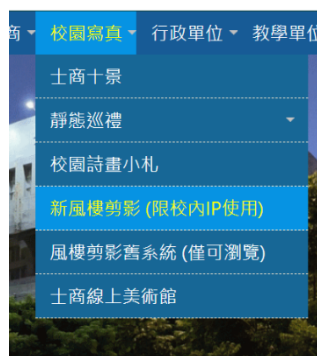 商 校園寫真 行政單位 教學單位
士商十景
靜態巡禮
校園詩畫小札
新風樓剪影 (限校內IP使用)
風樓剪影舊系統 (僅可瀏覽)
士商線上美術館